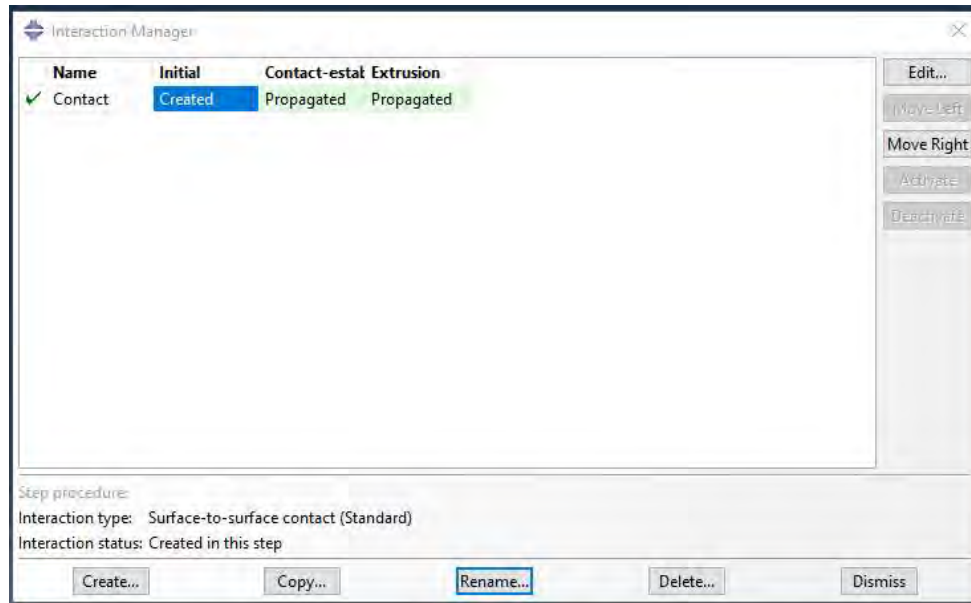 Interaction Manager
Name Initial Contact-estal Extrusion
Contact Created Propagated Propagated
Edit...
Move Left
Move Right
Activate
Deactivate
Step procedure:
Interaction type: Surface-to-surface contact (Standard)
Interaction status: Created in this step
Create... Copy... Rename... Delete... Dismiss